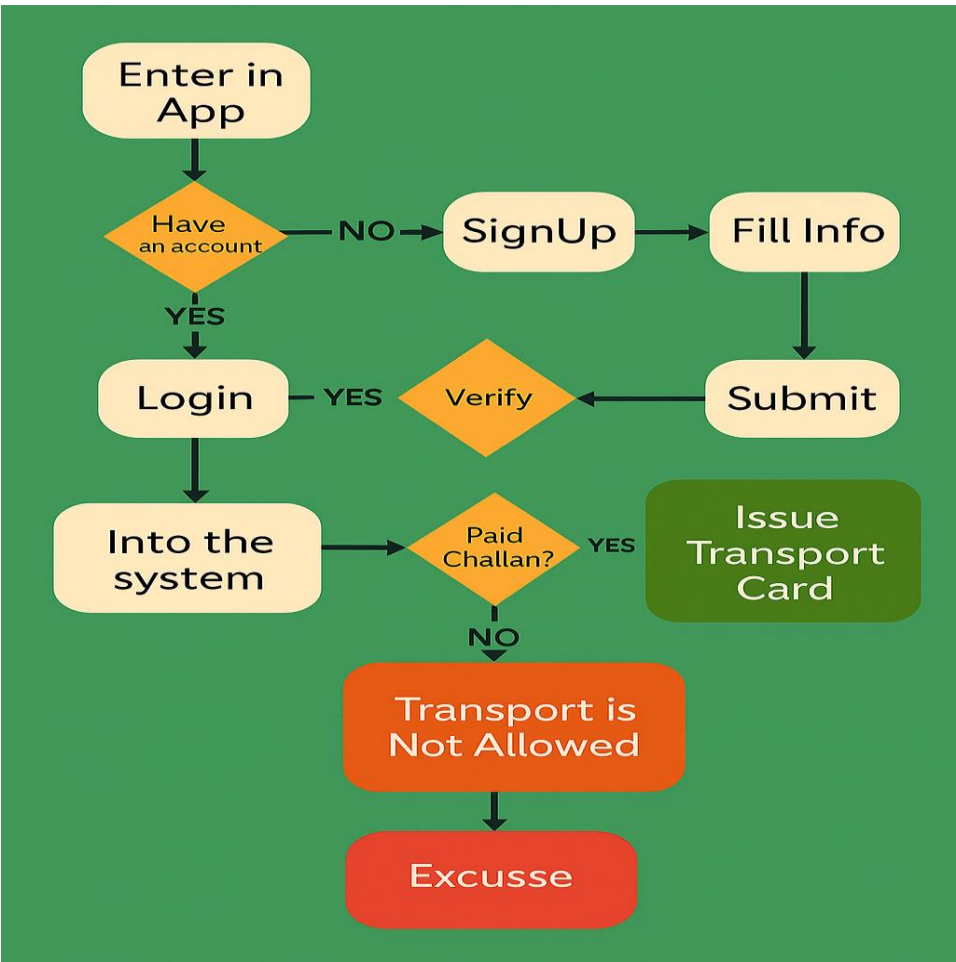 Enter in
App
Have
an account
NO
SignUp
Fill Info
YES
Login
YES
Verify
Submit
Into the
system
Paid
Challan?
YES
Issue
Transport
Card
NO
Transport is
Not Allowed
Excusse